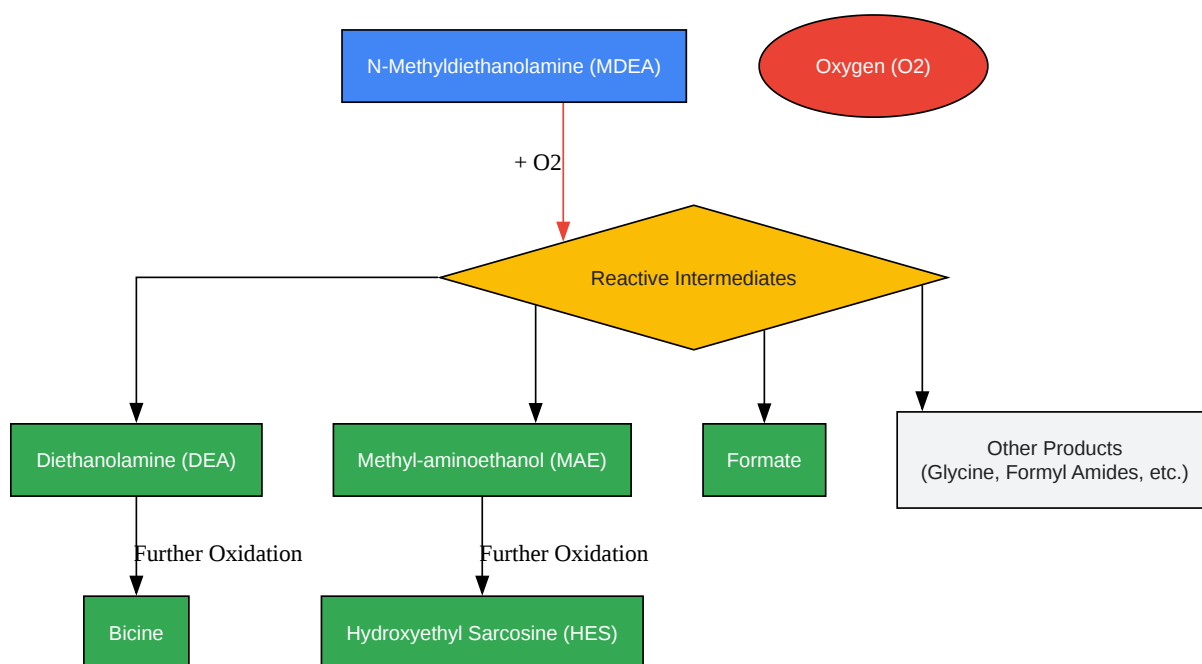 N-Methyldiethanolamine (MDEA)
Oxygen (O2)
+ O2
Reactive Intermediates
Diethanolamine (DEA)
Methyl-aminoethanol (MAE)
Formate
Other Products
(Glycine, Formyl Amides, etc.)
Further Oxidation
Further Oxidation
Bicine
Hydroxyethyl Sarcosine (HES)